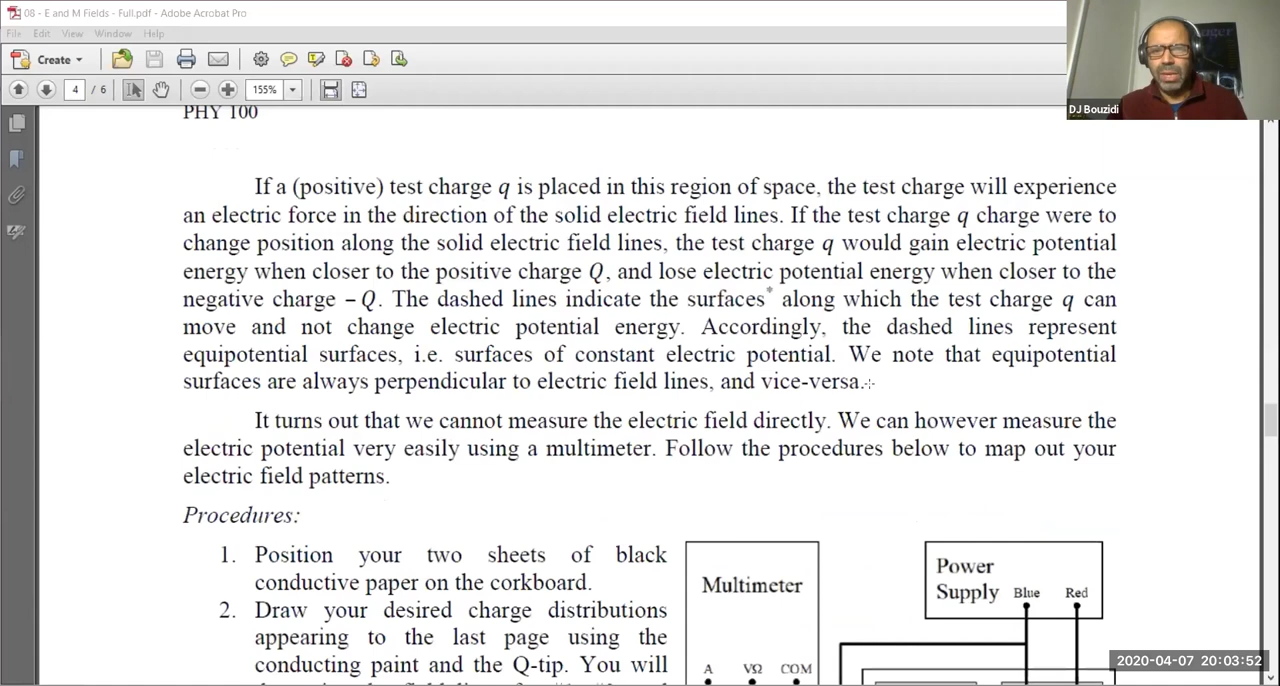 08 - E and M Fields - Full.pdf - Adobe Acrobat Pro
File Edit View Window Help
Create
4 / 6 155%
DJ Bouzidi
PHY 100
If a (positive) test charge q is placed in this region of space, the test charge will experience
an electric force in the direction of the solid electric field lines. If the test charge q charge were to
change position along the solid electric field lines, the test charge q would gain electric potential
energy when closer to the positive charge Q, and lose electric potential energy when closer to the
negative charge − Q. The dashed lines indicate the surfaces* along which the test charge q can
move and not change electric potential energy. Accordingly, the dashed lines represent
equipotential surfaces, i.e. surfaces of constant electric potential. We note that equipotential
surfaces are always perpendicular to electric field lines, and vice-versa.
It turns out that we cannot measure the electric field directly. We can however measure the
electric potential very easily using a multimeter. Follow the procedures below to map out your
electric field patterns.
Procedures:
1. Position your two sheets of black
conductive paper on the corkboard.
2. Draw your desired charge distributions
appearing to the last page using the
conducting paint and the Q-tip. You will
Multimeter
A VΩ COM
Power
Supply Blue Red
2020-04-07 20:03:52